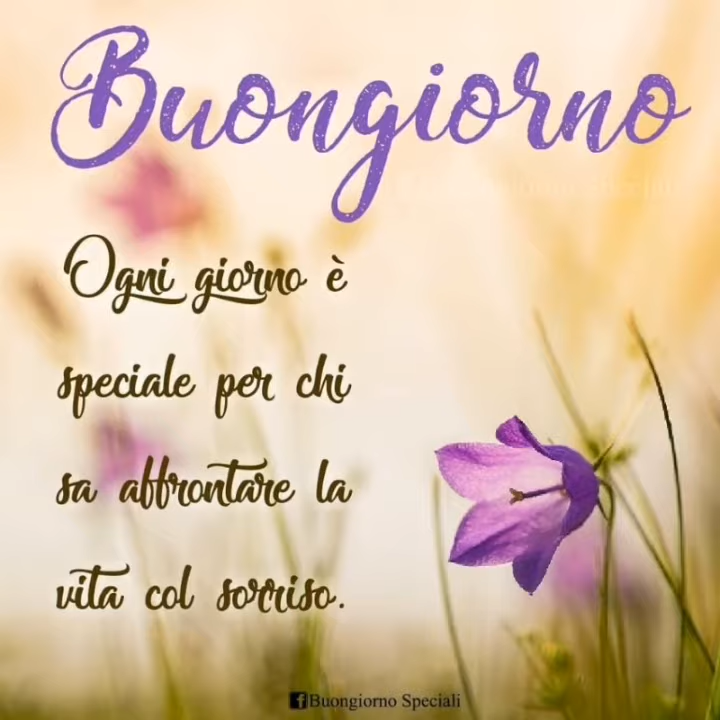 Buongiorno
Ogni giorno è
speciale per chi
sa affrontare la
vita col sorriso.
Buongiorno Speciali